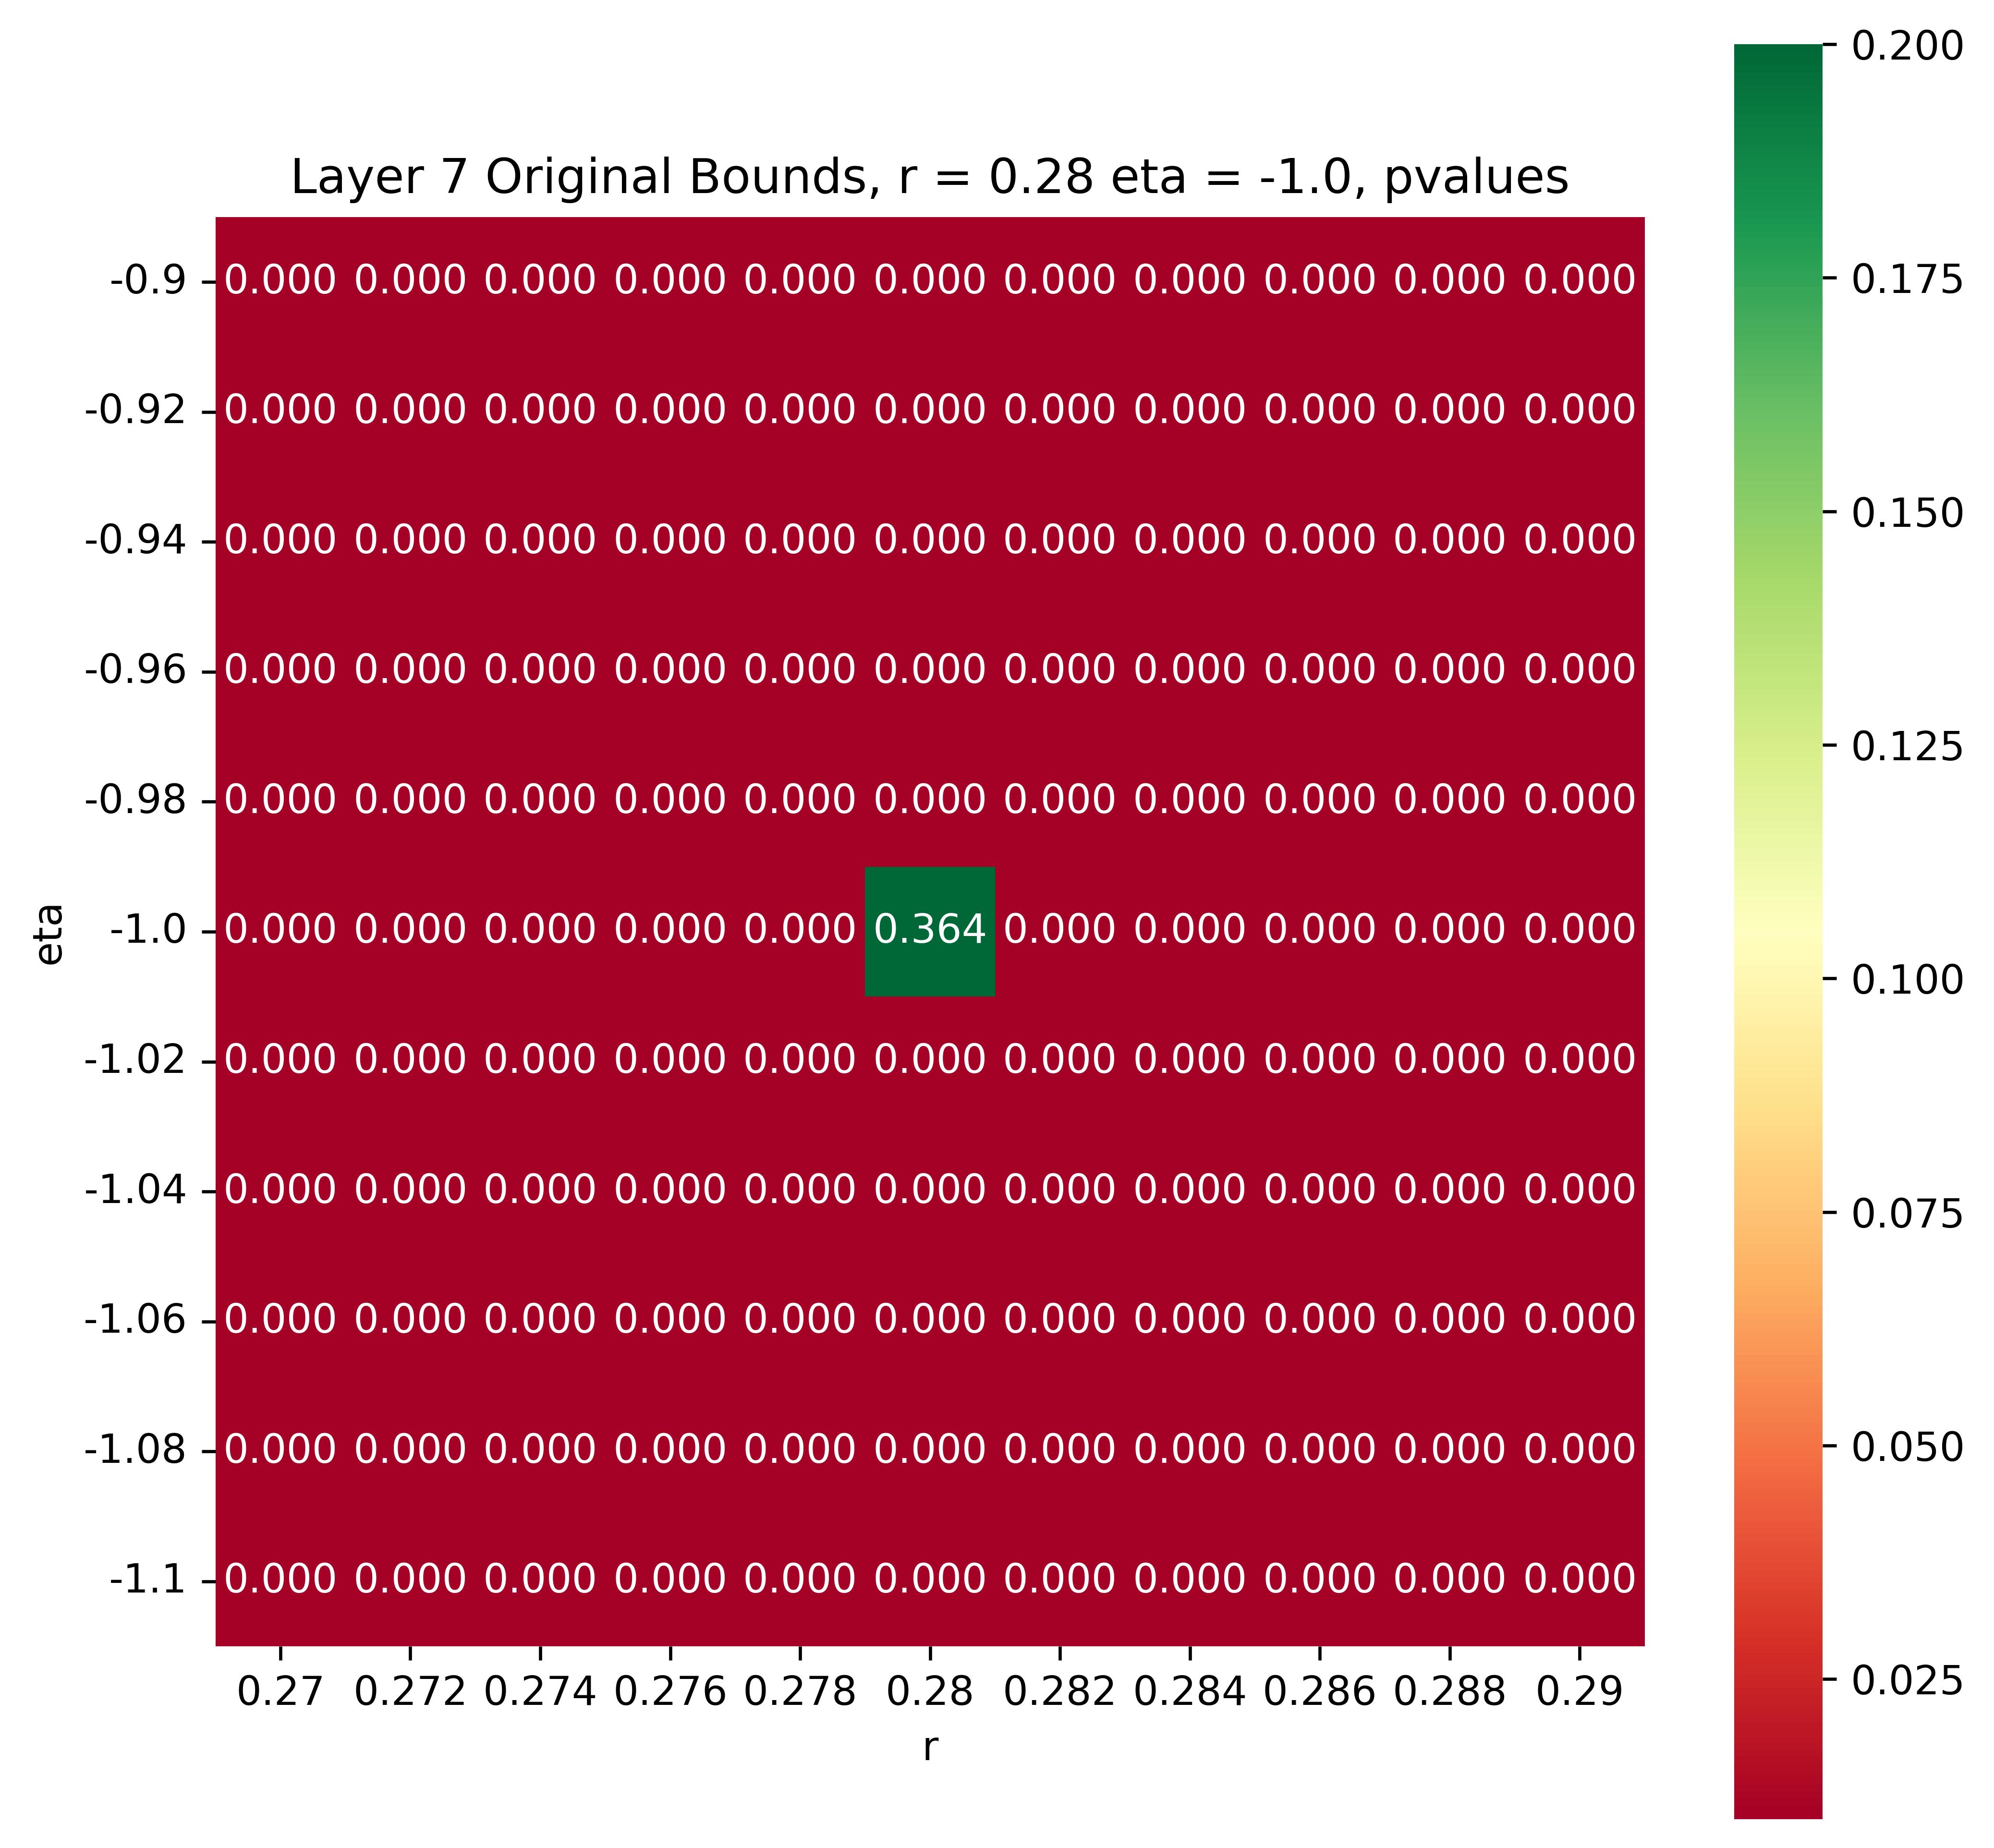 Layer 7 Original Bounds, r = 0.28 eta = -1.0, pvalues
-0.9 0.000 0.000 0.000 0.000 0.000 0.000 0.000 0.000 0.000 0.000 0.000
-0.92 0.000 0.000 0.000 0.000 0.000 0.000 0.000 0.000 0.000 0.000 0.000
-0.94 0.000 0.000 0.000 0.000 0.000 0.000 0.000 0.000 0.000 0.000 0.000
-0.96 0.000 0.000 0.000 0.000 0.000 0.000 0.000 0.000 0.000 0.000 0.000
-0.98 0.000 0.000 0.000 0.000 0.000 0.000 0.000 0.000 0.000 0.000 0.000
-1.0 0.000 0.000 0.000 0.000 0.000 0.364 0.000 0.000 0.000 0.000 0.000
-1.02 0.000 0.000 0.000 0.000 0.000 0.000 0.000 0.000 0.000 0.000 0.000
-1.04 0.000 0.000 0.000 0.000 0.000 0.000 0.000 0.000 0.000 0.000 0.000
-1.06 0.000 0.000 0.000 0.000 0.000 0.000 0.000 0.000 0.000 0.000 0.000
-1.08 0.000 0.000 0.000 0.000 0.000 0.000 0.000 0.000 0.000 0.000 0.000
-1.1 0.000 0.000 0.000 0.000 0.000 0.000 0.000 0.000 0.000 0.000 0.000
0.27 0.272 0.274 0.276 0.278 0.28 0.282 0.284 0.286 0.288 0.29
r
eta
0.200
0.175
0.150
0.125
0.100
0.075
0.050
0.025